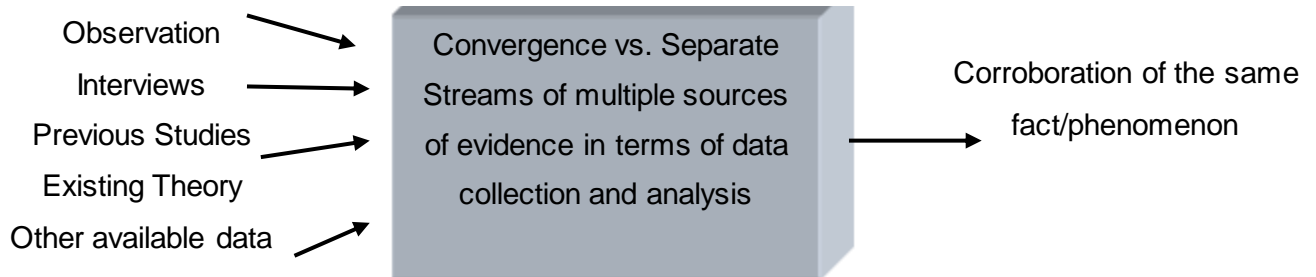 Observation
Interviews
Previous Studies
Existing Theory
Other available data
Convergence vs. Separate
Streams of multiple sources
of evidence in terms of data
collection and analysis
Corroboration of the same
fact/phenomenon